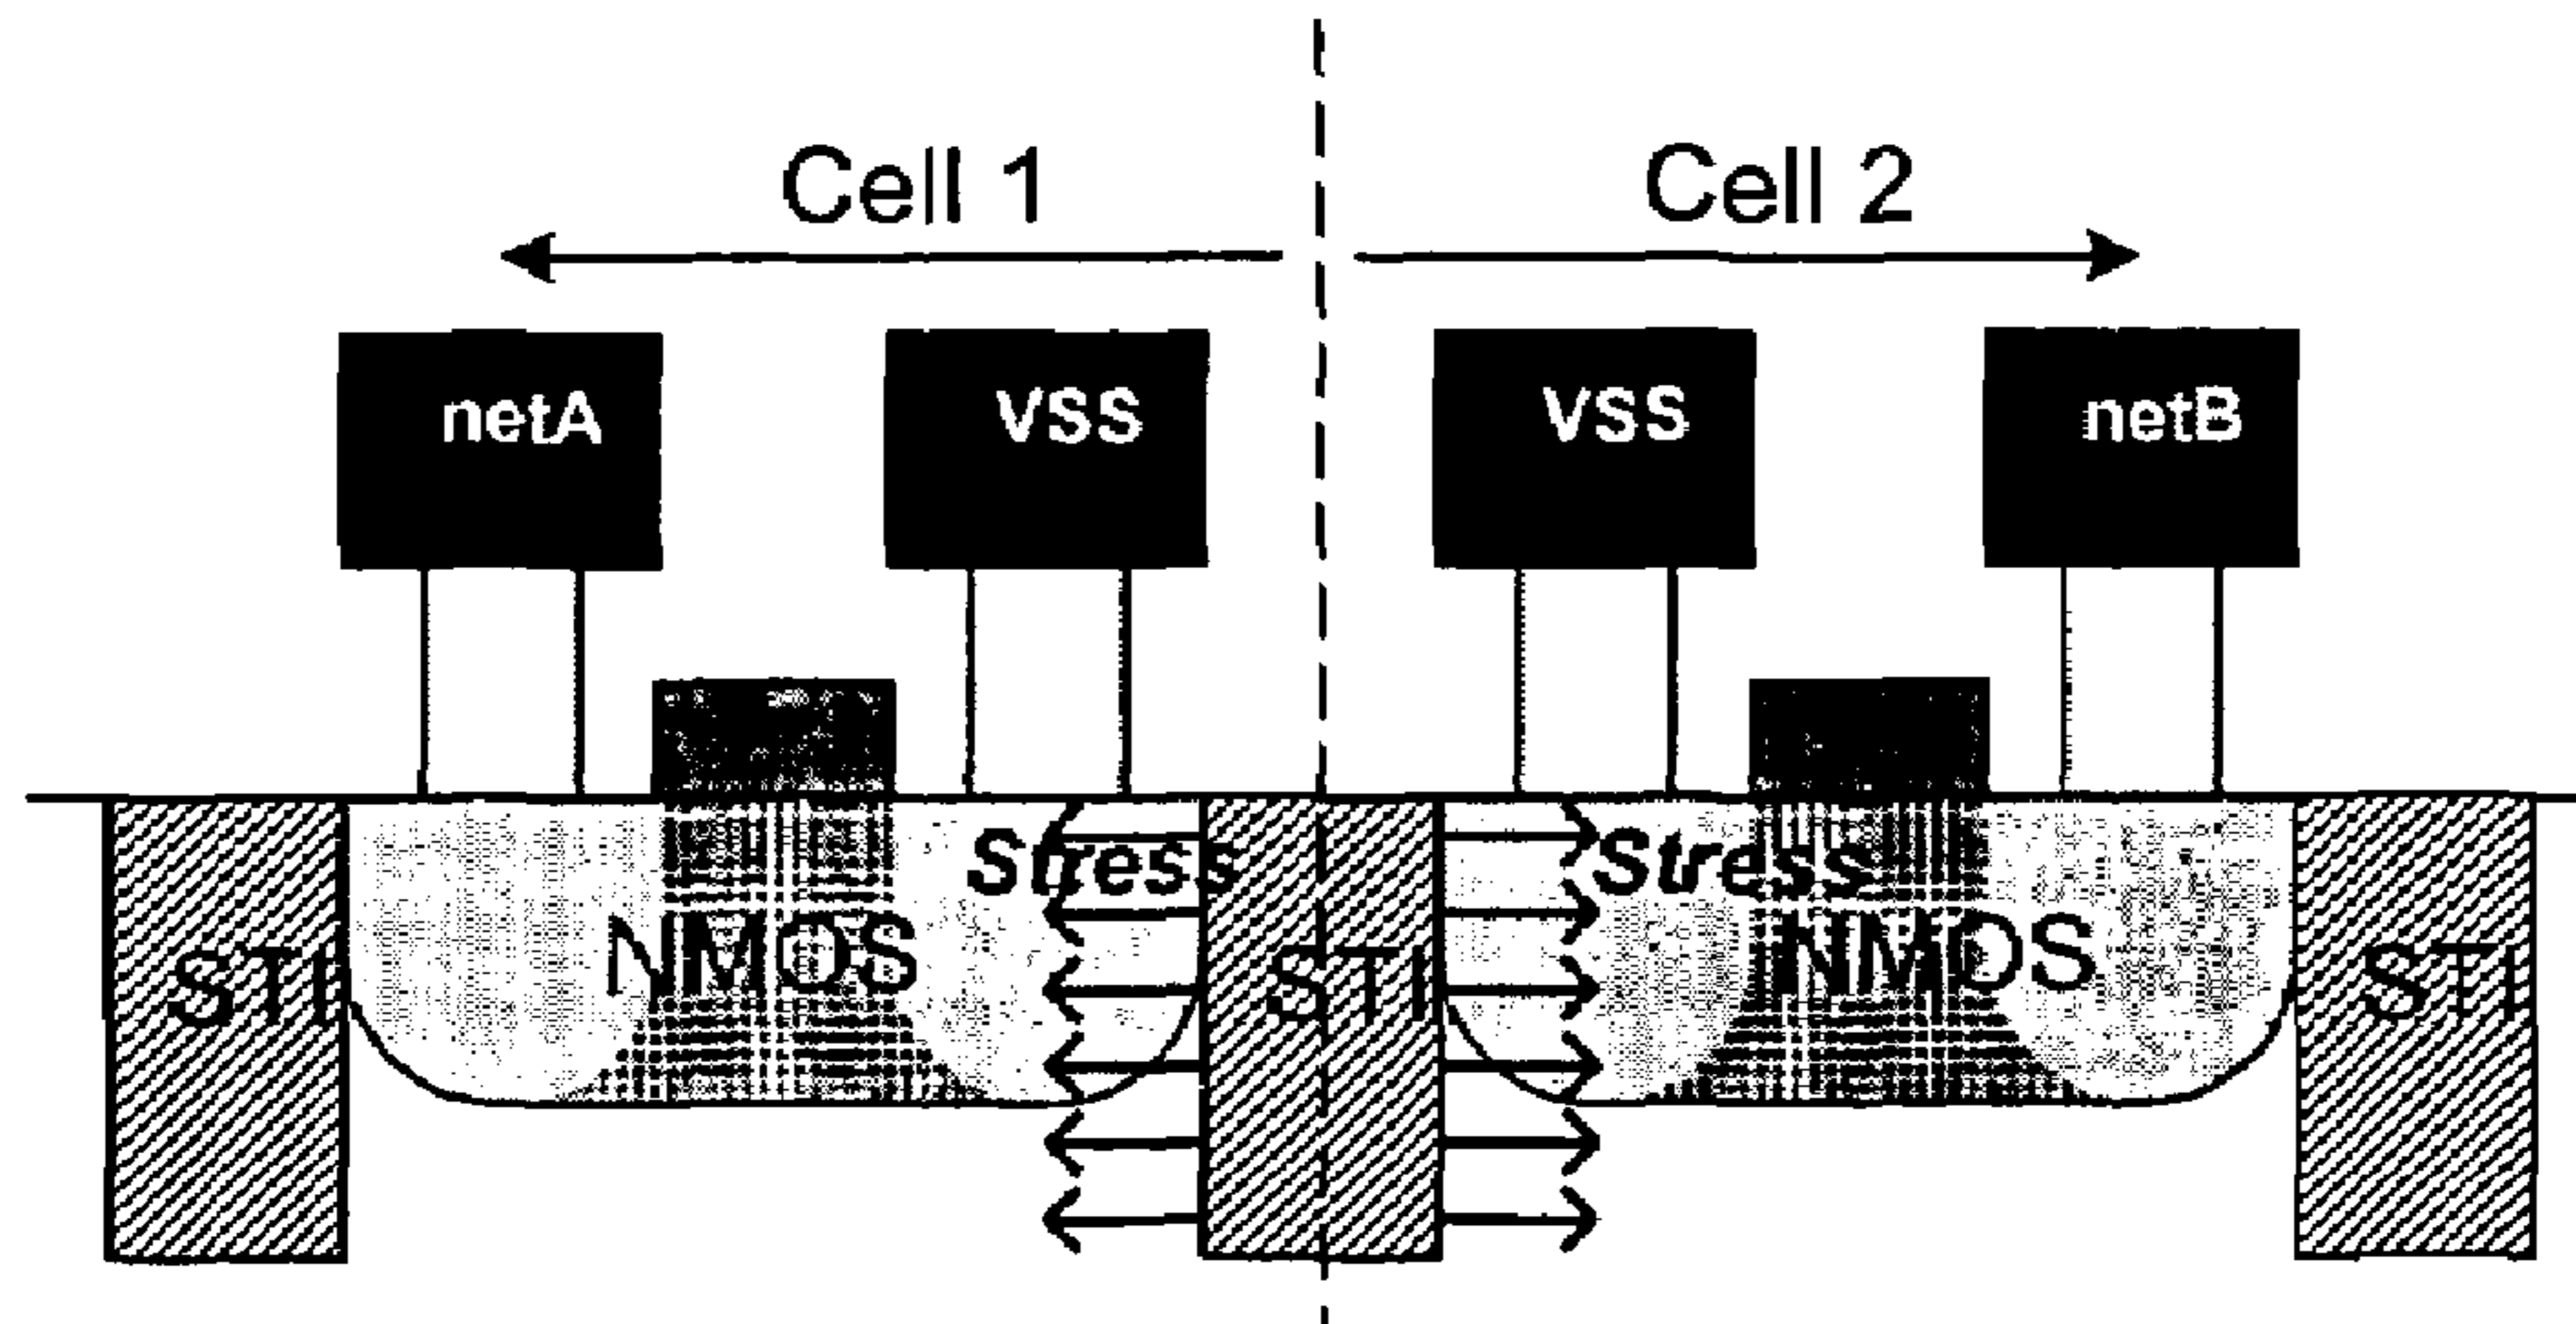 Cell 1 Cell 2
netA VSS VSS netB
Stress Stress
NMOS NMOS
STI STI STI